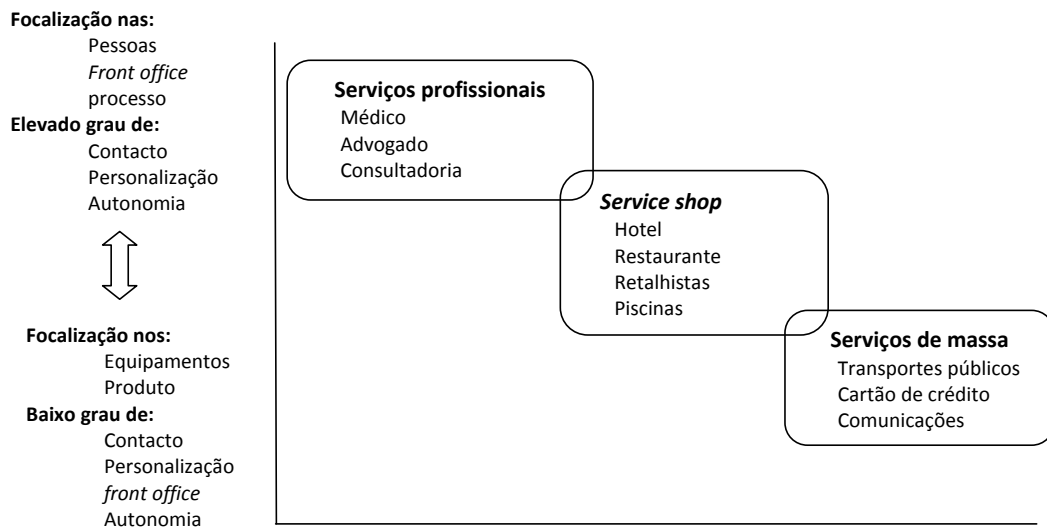 Focalização nas:
Pessoas
Front office
processo
Elevado grau de:
Contacto
Personalização
Autonomia
Focalização nos:
Equipamentos
Produto
Baixo grau de:
Contacto
Personalização
front office
Autonomia
Serviços profissionais
Médico
Advogado
Consultadoria
Service shop
Hotel
Restaurante
Retalhistas
Piscinas
Serviços de massa
Transportes públicos
Cartão de crédito
Comunicações